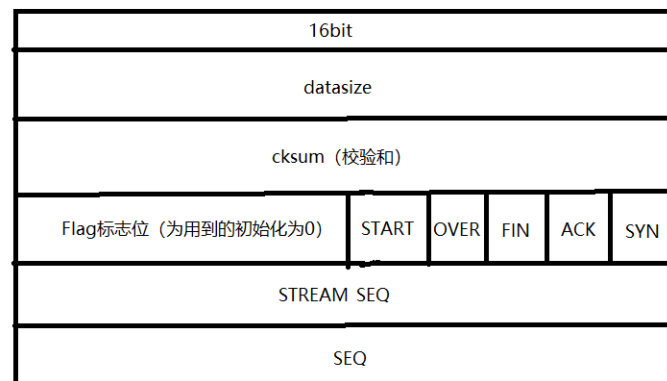 16bit
datasize
cksum（校验和）
Flag标志位（为用到的初始化为0） START OVER FIN ACK SYN
STREAM SEQ
SEQ